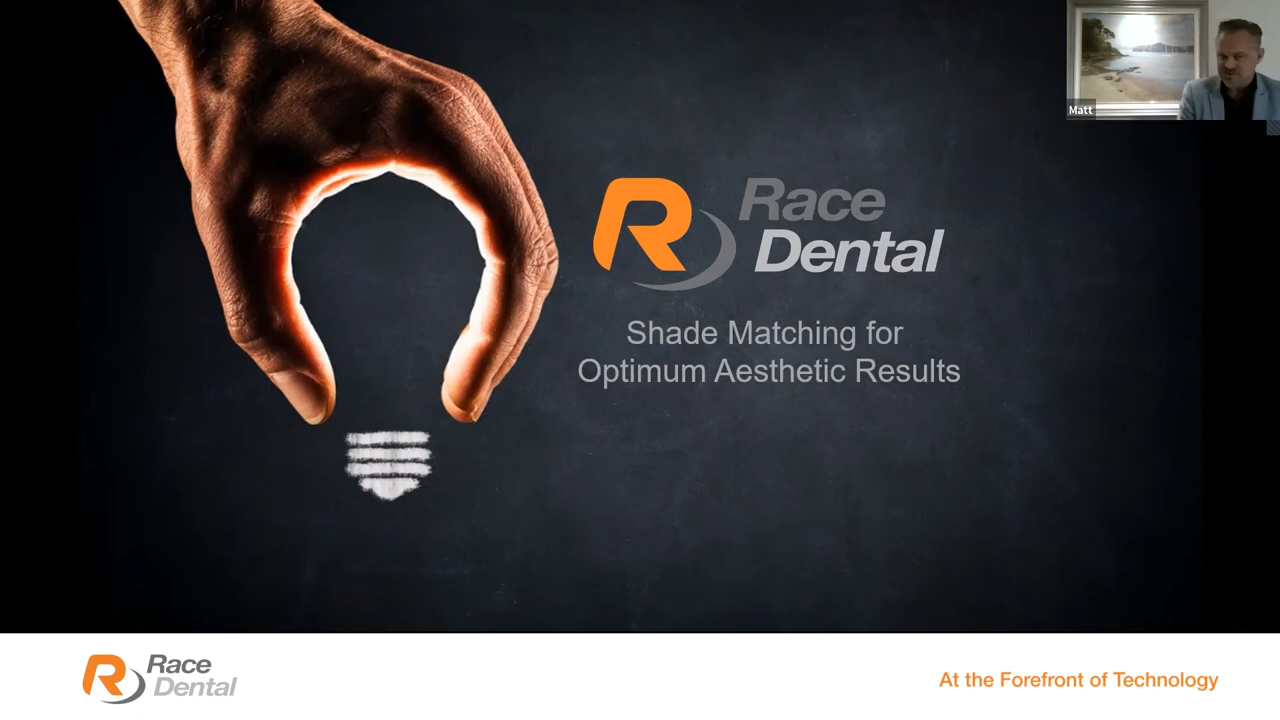 Matt
Race
Dental
Shade Matching for
Optimum Aesthetic Results
Race
Dental
At the Forefront of Technology